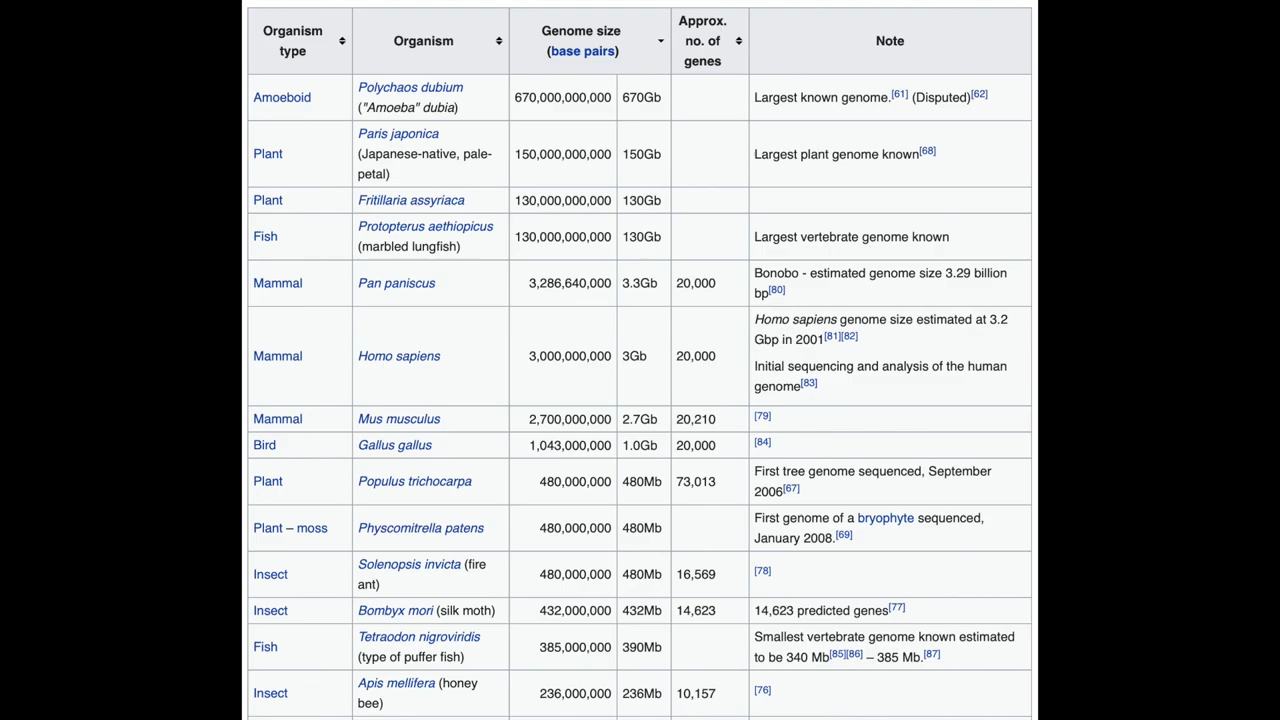 Organism type Organism Genome size (base pairs) Approx. no. of genes Note
Amoeboid Polychaos dubium ("Amoeba" dubia) 670,000,000,000 670Gb Largest known genome.[61] (Disputed)[62]
Plant Paris japonica (Japanese-native, pale-petal) 150,000,000,000 150Gb Largest plant genome known[68]
Plant Fritillaria assyriaca 130,000,000,000 130Gb
Fish Protopterus aethiopicus (marbled lungfish) 130,000,000,000 130Gb Largest vertebrate genome known
Mammal Pan paniscus 3,286,640,000 3.3Gb 20,000 Bonobo - estimated genome size 3.29 billion bp[80]
Mammal Homo sapiens 3,000,000,000 3Gb 20,000 Homo sapiens genome size estimated at 3.2 Gbp in 2001[81][82]
Initial sequencing and analysis of the human genome[83]
Mammal Mus musculus 2,700,000,000 2.7Gb 20,210 [79]
Bird Gallus gallus 1,043,000,000 1.0Gb 20,000 [84]
Plant Populus trichocarpa 480,000,000 480Mb 73,013 First tree genome sequenced, September 2006[67]
Plant – moss Physcomitrella patens 480,000,000 480Mb First genome of a bryophyte sequenced, January 2008.[69]
Insect Solenopsis invicta (fire ant) 480,000,000 480Mb 16,569 [78]
Insect Bombyx mori (silk moth) 432,000,000 432Mb 14,623 14,623 predicted genes[77]
Fish Tetraodon nigroviridis (type of puffer fish) 385,000,000 390Mb Smallest vertebrate genome known estimated to be 340 Mb[85][86] – 385 Mb.[87]
Insect Apis mellifera (honey bee) 236,000,000 236Mb 10,157 [76]